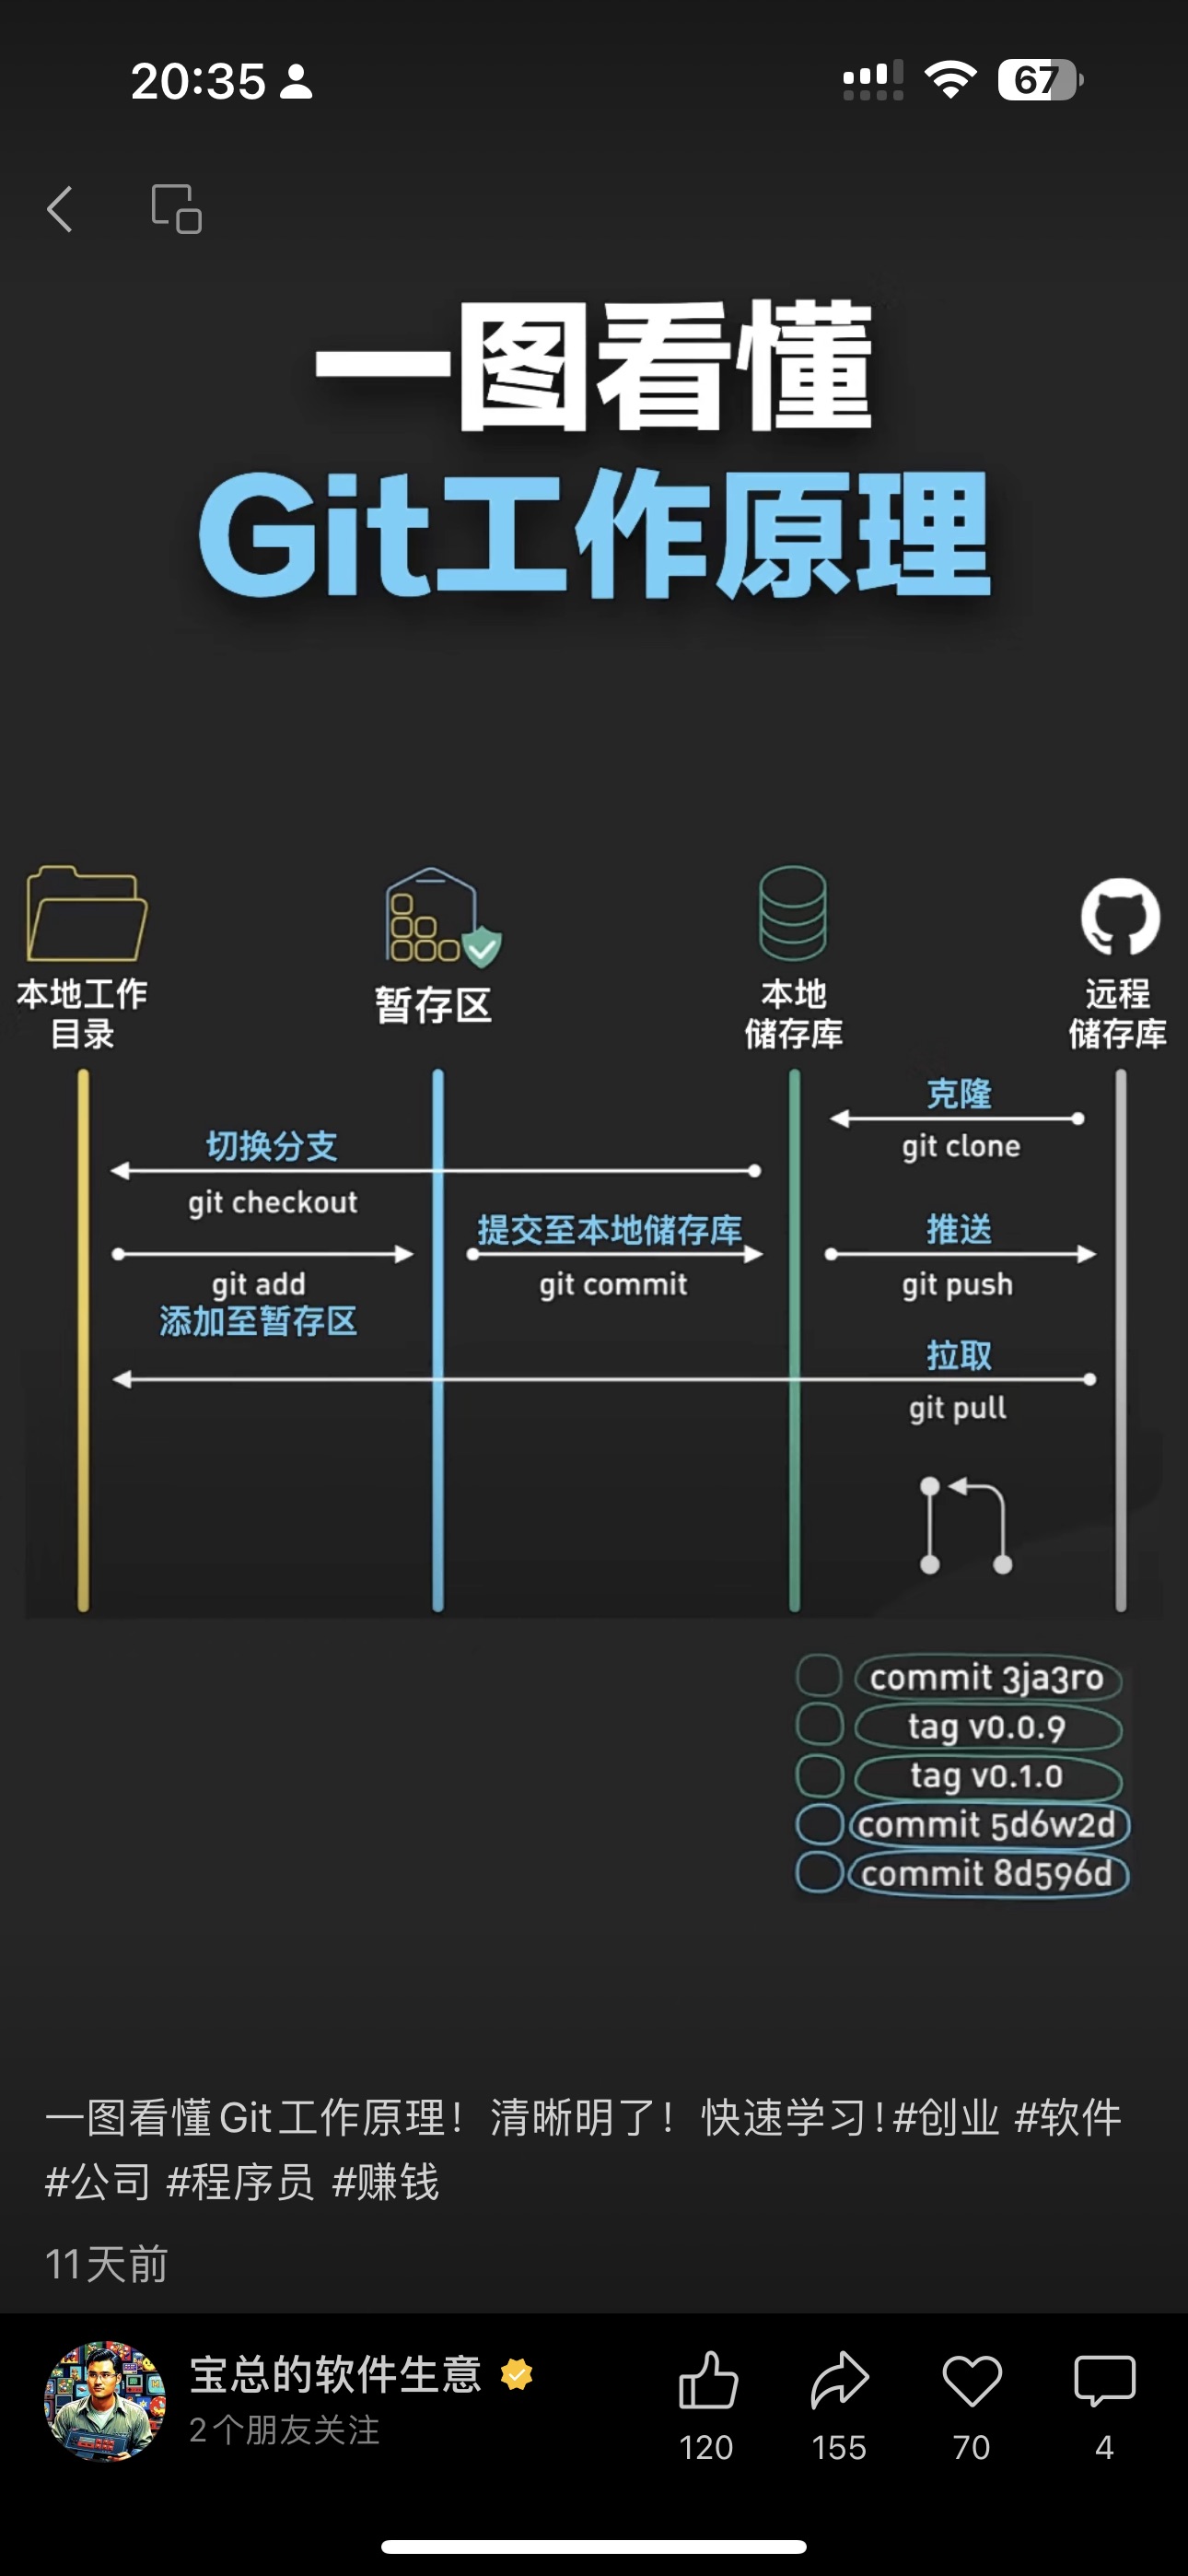 20:35
67
一图看懂
Git工作原理
本地工作
目录
暂存区
本地
储存库
远程
储存库
克隆
git clone
切换分支
git checkout
提交至本地储存库
git commit
推送
git push
git add
添加至暂存区
拉取
git pull
commit 3ja3ro
tag v0.0.9
tag v0.1.0
commit 5d6w2d
commit 8d596d
一图看懂Git工作原理！清晰明了！快速学习!#创业 #软件
#公司 #程序员 #赚钱
11天前
宝总的软件生意
2个朋友关注
120
155
70
4